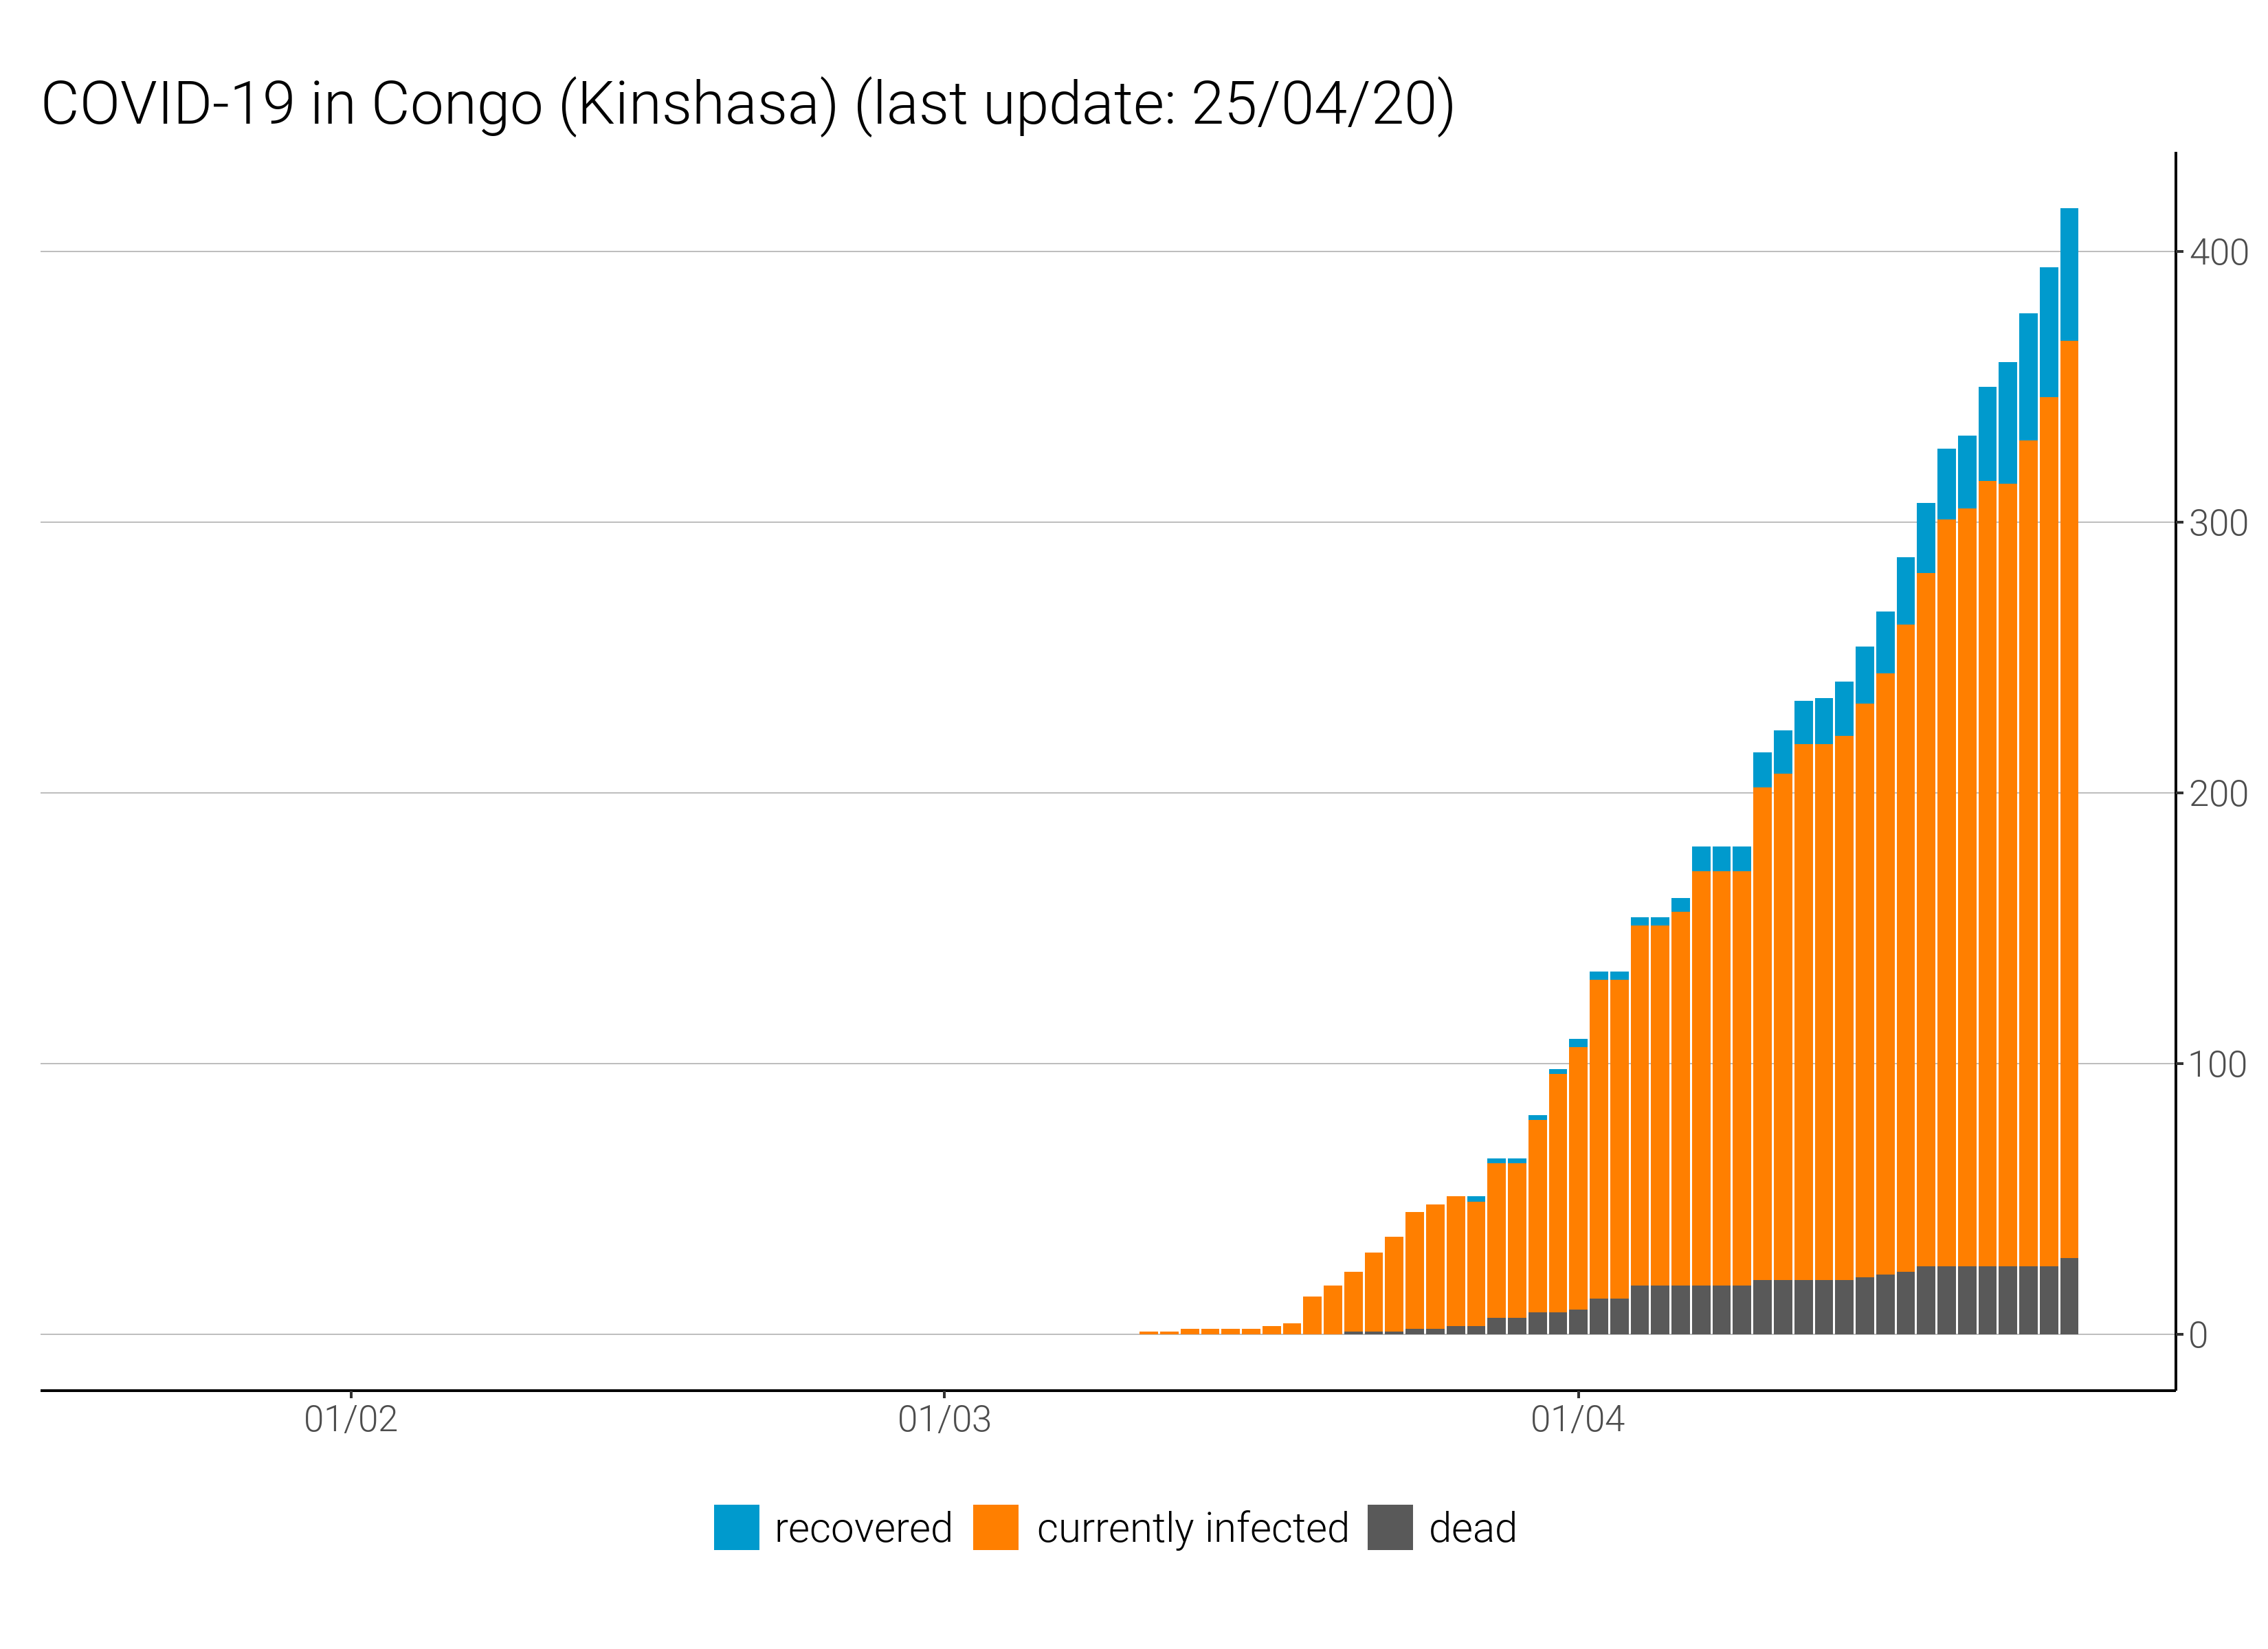 COVID-19 in Congo (Kinshasa) (last update: 25/04/20)
400
300
200
100
0
01/02 01/03 01/04
recovered currently infected dead